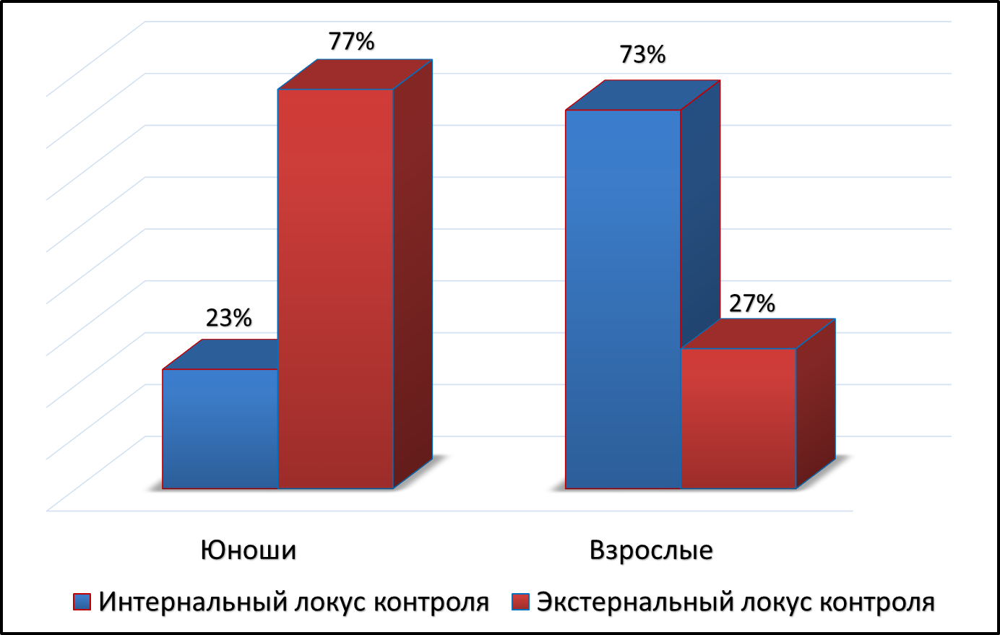 77%
73%
23%
27%
Юноши
Взрослые
Интернальный локус контроля
Экстернальный локус контроля